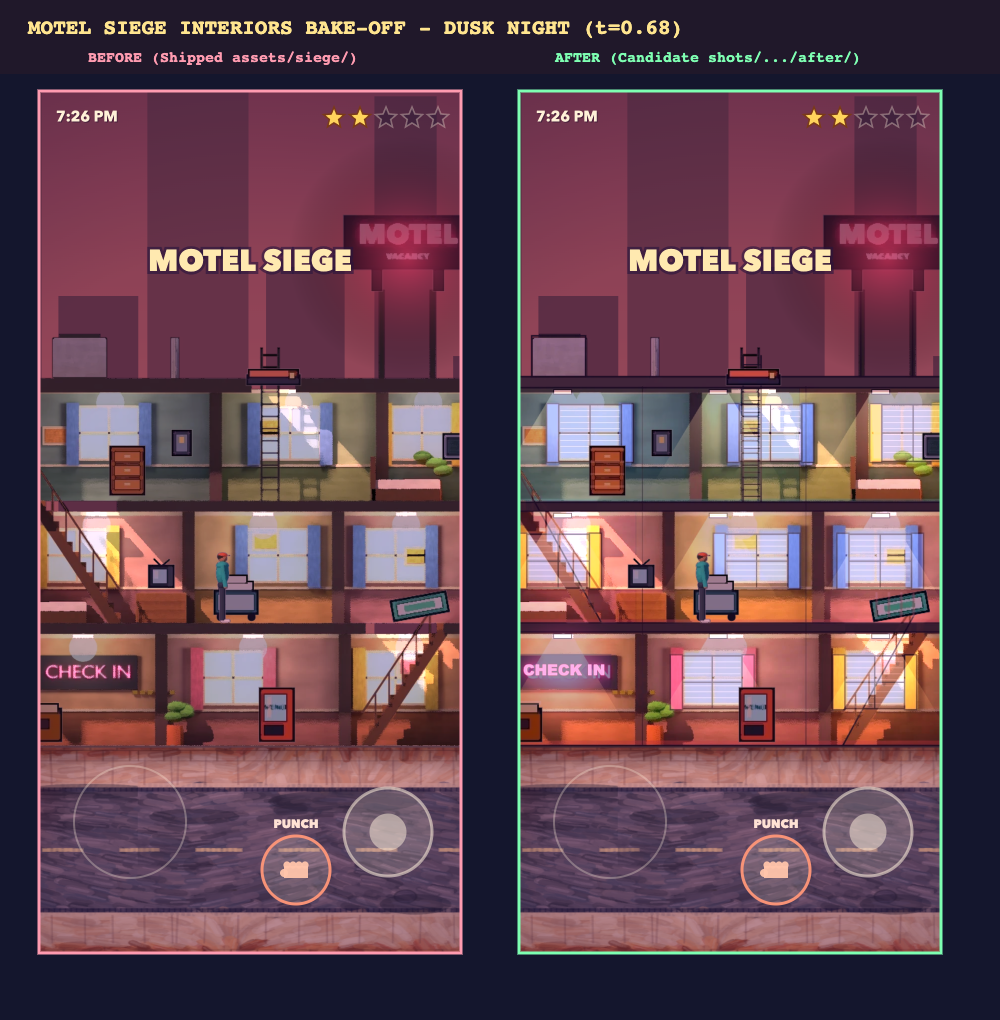 MOTEL SIEGE INTERIORS BAKE-OFF - DUSK NIGHT (t=0.68)
BEFORE (Shipped assets/siege/)
AFTER (Candidate shots/.../after/)
7:26 PM
MOTEL
VACANCY
MOTEL SIEGE
CHECK IN
PUNCH
7:26 PM
MOTEL
VACANCY
MOTEL SIEGE
CHECK IN
PUNCH